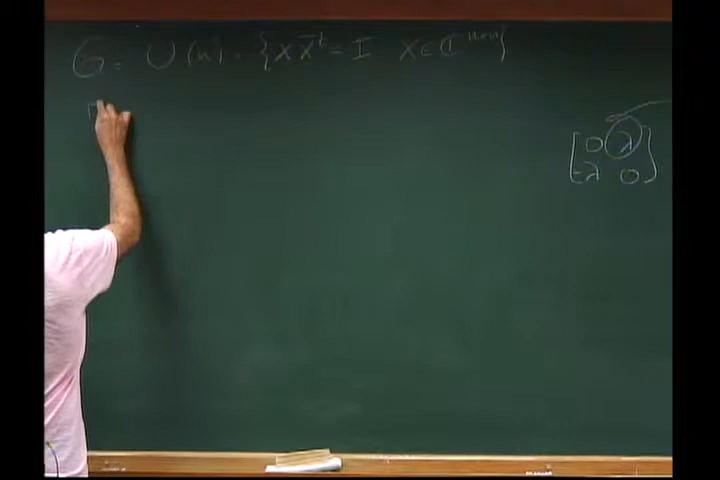 G = U(n) = { X X̄ᵗ = I X ∈ ℂⁿˣⁿ }
[ 0 λ
-λ 0 ]